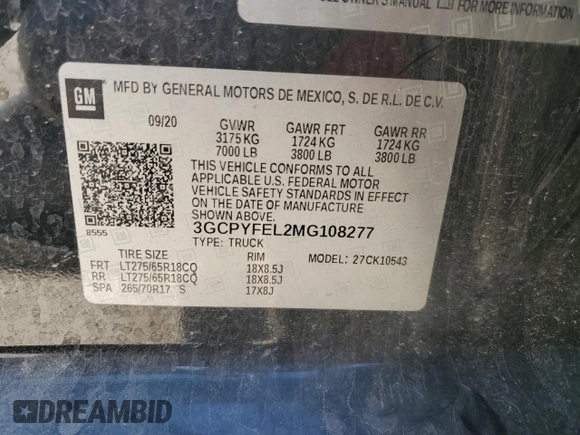 OWNER'S MANUAL
FOR MORE INFORMATION
GM
MFD BY GENERAL MOTORS DE MEXICO, S. DE R.L. DE C.V.
09/20 GVWR GAWR FRT GAWR RR
3175 KG 1724 KG 1724 KG
7000 LB 3800 LB 3800 LB
THIS VEHICLE CONFORMS TO ALL
APPLICABLE U.S. FEDERAL MOTOR
VEHICLE SAFETY STANDARDS IN EFFECT
ON THE DATE OF MANUFACTURE
SHOWN ABOVE.
8555 3GCPYFEL2MG108277
TYPE: TRUCK
TIRE SIZE RIM MODEL: 27CK10543
FRT LT275/65R18CQ 18X8.5J
RR LT275/65R18CQ 18X8.5J
SPA 265/70R17 S 17X8J
DREAMBID